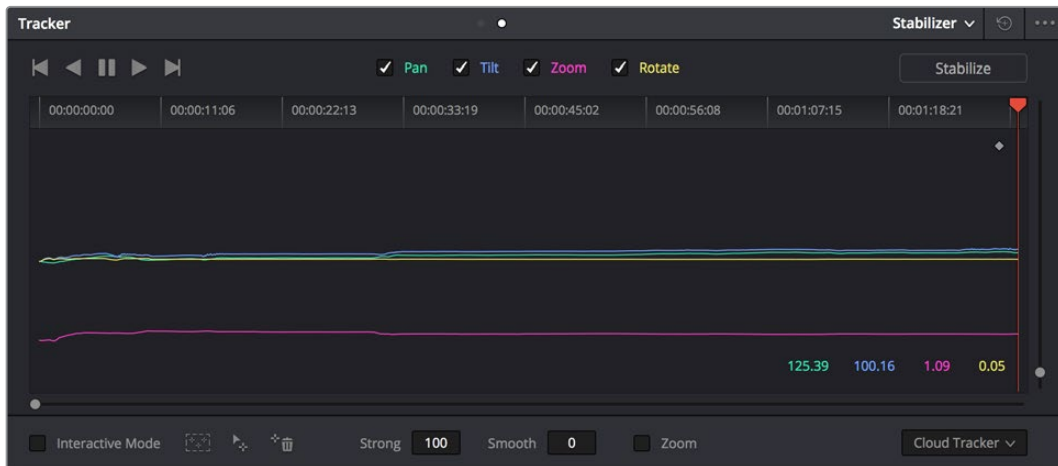 Tracker Stabilizer
Pan Tilt Zoom Rotate Stabilize
00:00:00:00 00:00:11:06 00:00:22:13 00:00:33:19 00:00:45:02 00:00:56:08 00:01:07:15 00:01:18:21
125.39 100.16 1.09 0.05
Interactive Mode Strong 100 Smooth 0 Zoom Cloud Tracker